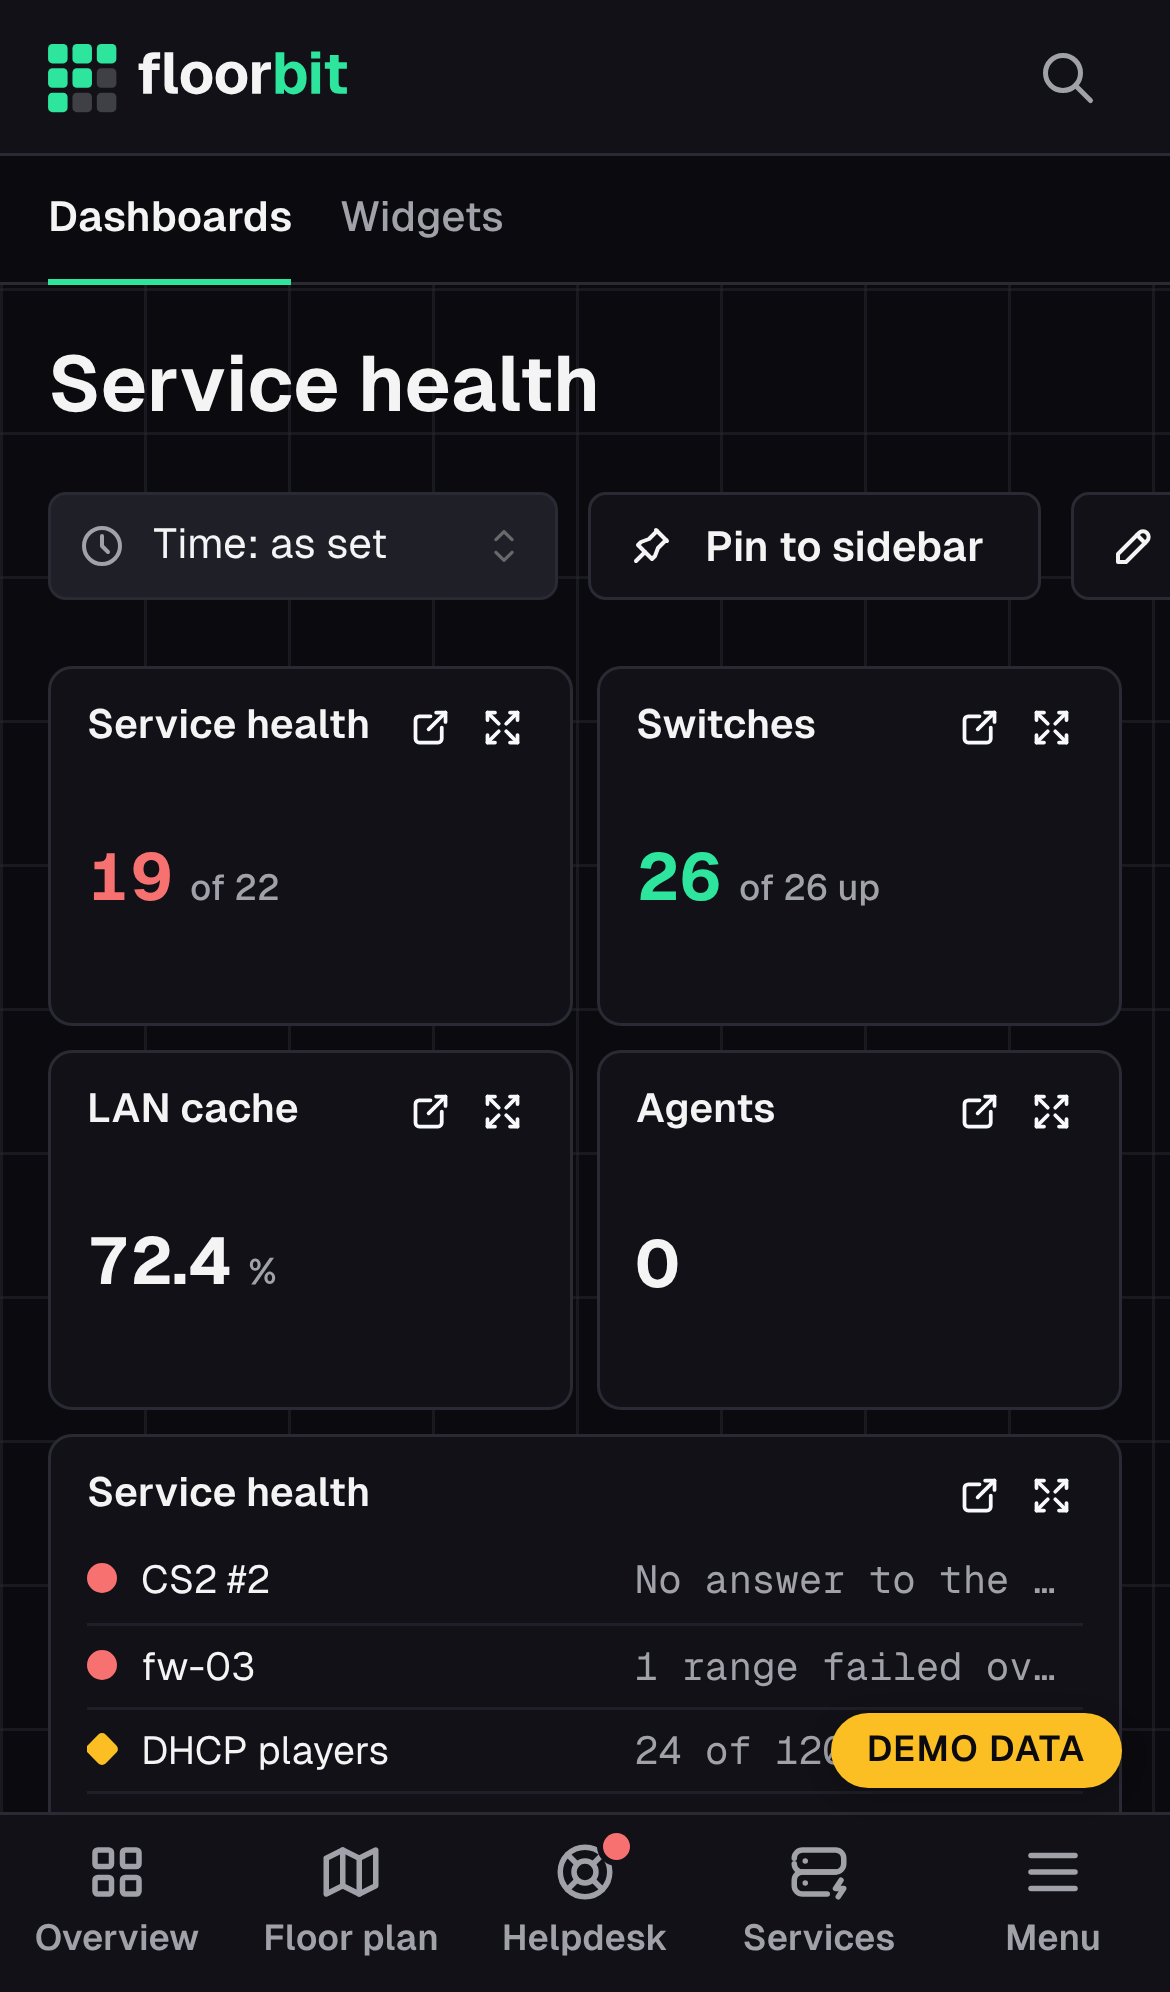 floorbit
Dashboards Widgets
Service health
Time: as set
Pin to sidebar
Service health
19 of 22
Switches
26 of 26 up
LAN cache
72.4 %
Agents
0
Service health
CS2 #2 No answer to the …
fw-03 1 range failed ov…
DHCP players 24 of 120
DEMO DATA
Overview Floor plan Helpdesk Services Menu